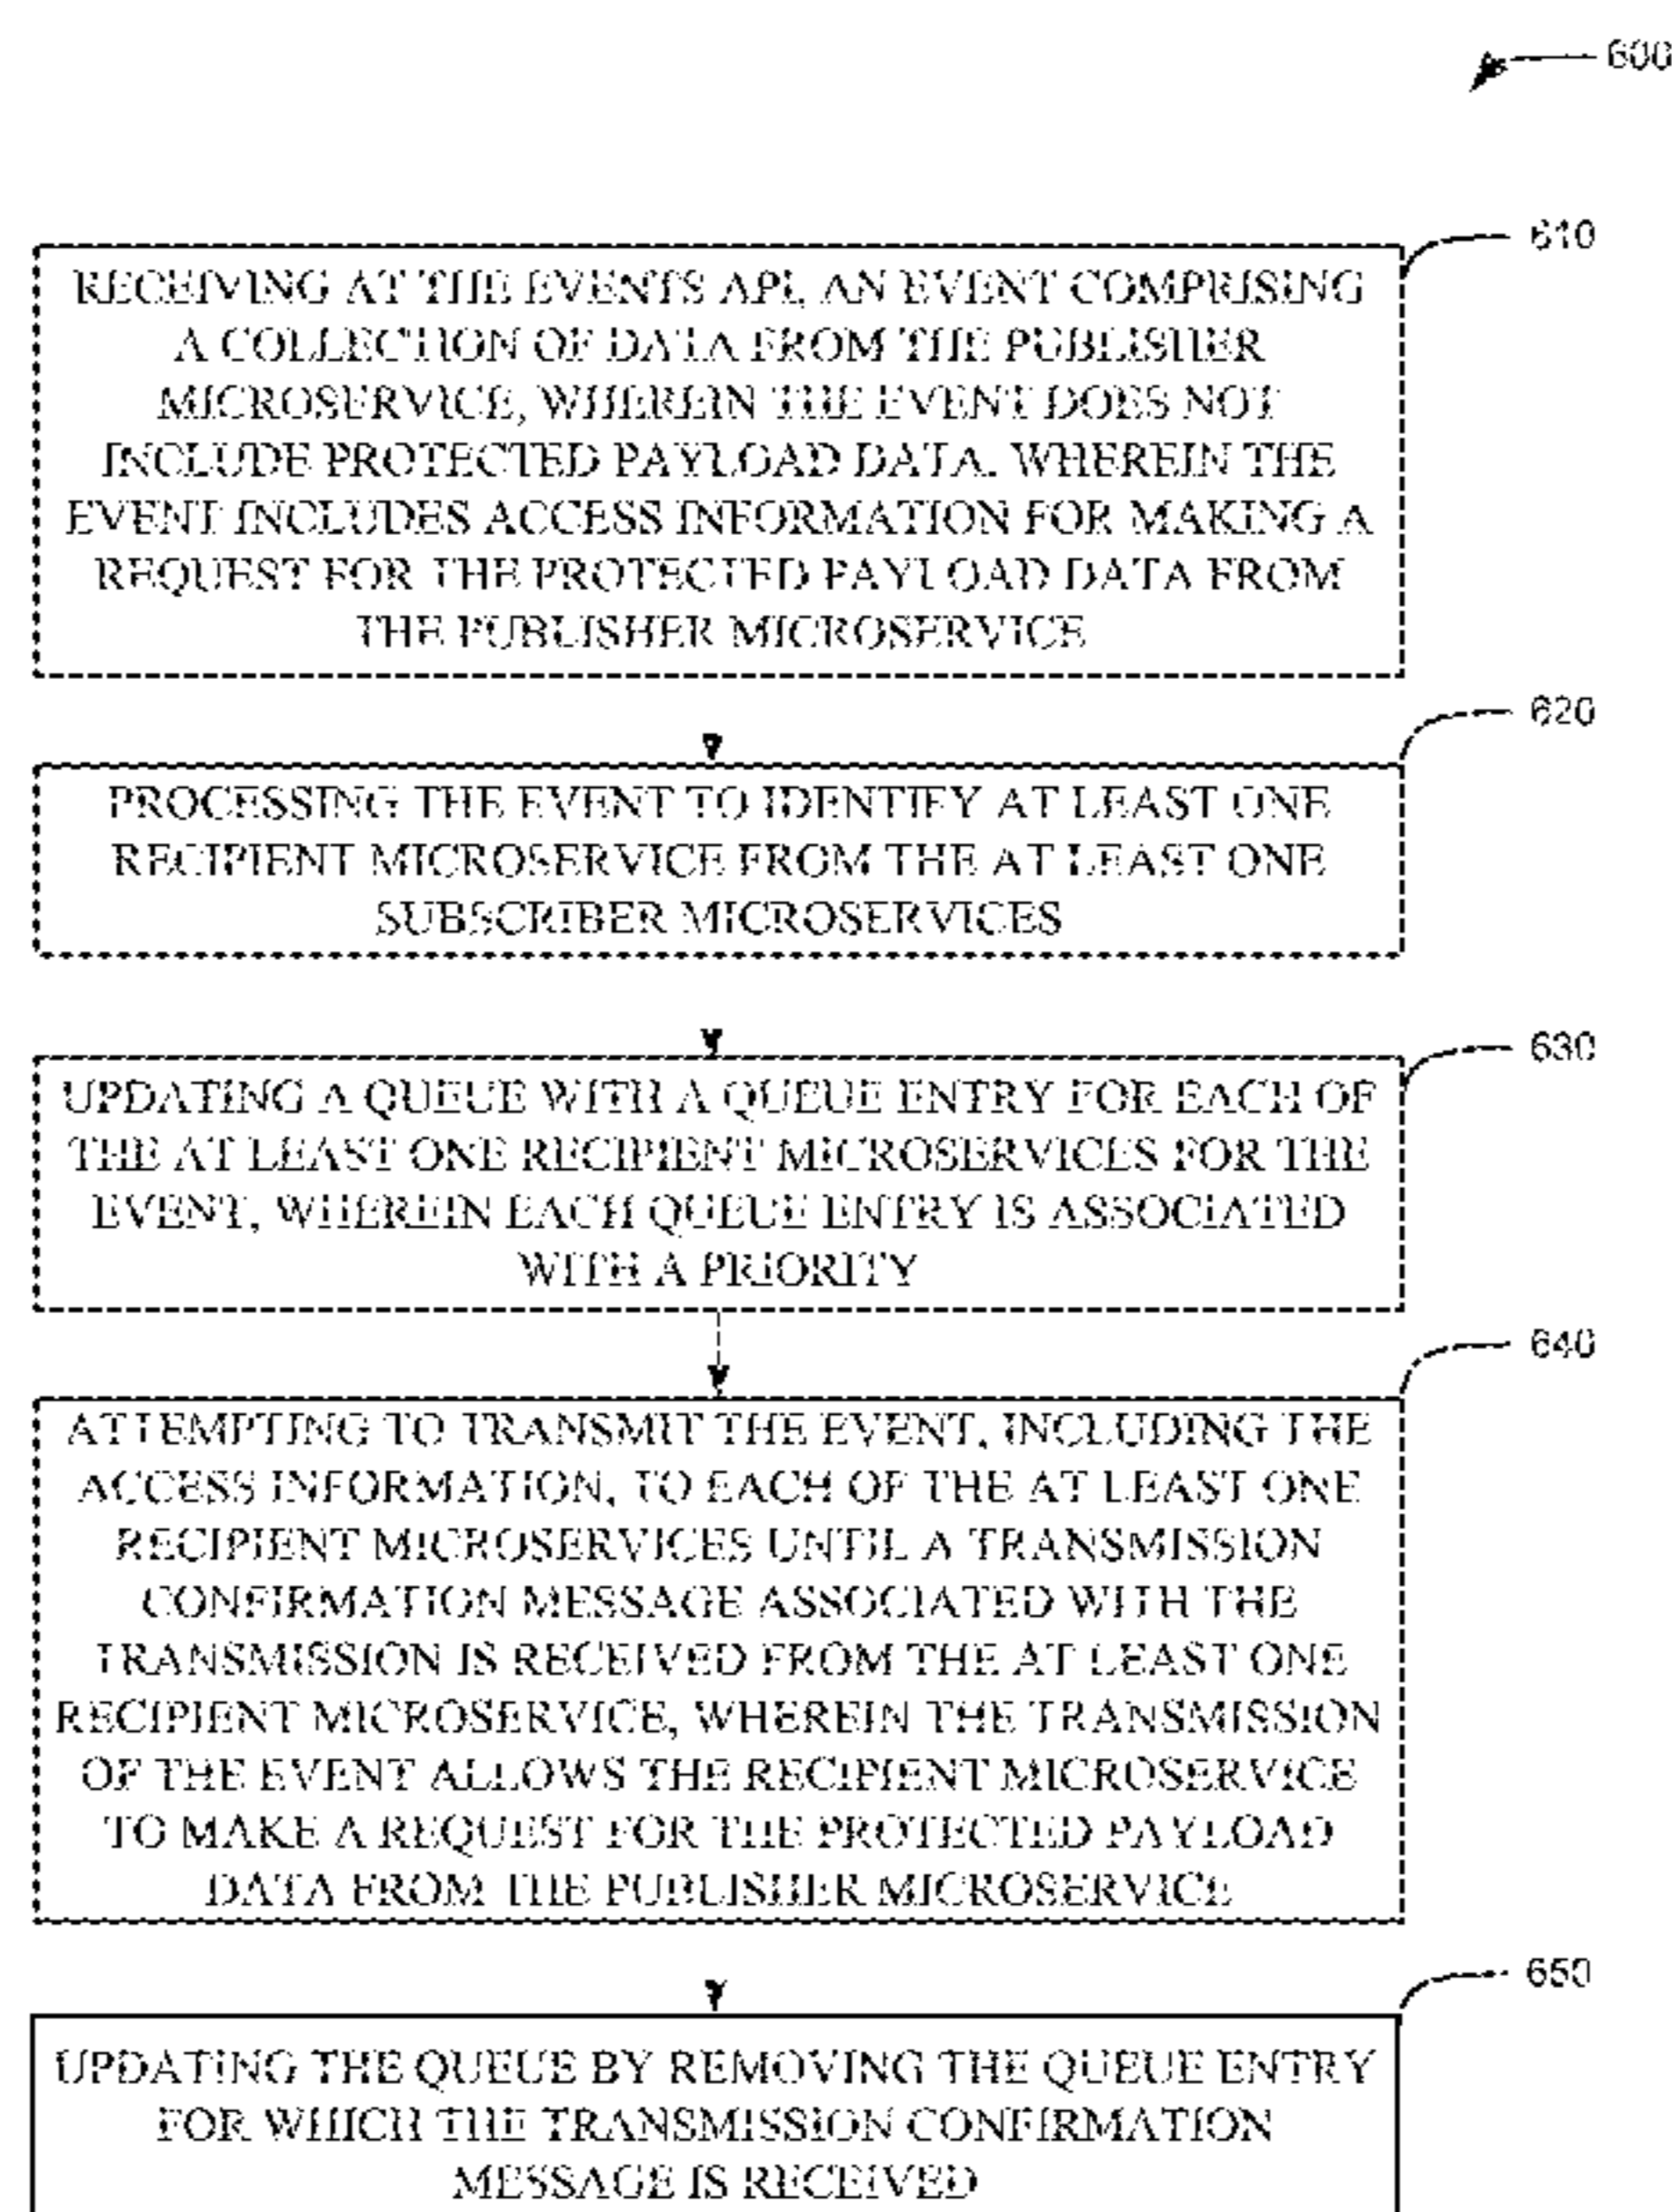 600
610
RECEIVING AT THE EVENTS API, AN EVENT COMPRISING
A COLLECTION OF DATA FROM THE PUBLISHER
MICROSERVICE, WHEREIN THE EVENT DOES NOT
INCLUDE PROTECTED PAYLOAD DATA, WHEREIN THE
EVENT INCLUDES ACCESS INFORMATION FOR MAKING A
REQUEST FOR THE PROTECTED PAYLOAD DATA FROM
THE PUBLISHER MICROSERVICE
620
PROCESSING THE EVENT TO IDENTIFY AT LEAST ONE
RECIPIENT MICROSERVICE FROM THE AT LEAST ONE
SUBSCRIBER MICROSERVICES
630
UPDATING A QUEUE WITH A QUEUE ENTRY FOR EACH OF
THE AT LEAST ONE RECIPIENT MICROSERVICES FOR THE
EVENT, WHEREIN EACH QUEUE ENTRY IS ASSOCIATED
WITH A PRIORITY
640
ATTEMPTING TO TRANSMIT THE EVENT, INCLUDING THE
ACCESS INFORMATION, TO EACH OF THE AT LEAST ONE
RECIPIENT MICROSERVICES UNTIL A TRANSMISSION
CONFIRMATION MESSAGE ASSOCIATED WITH THE
TRANSMISSION IS RECEIVED FROM THE AT LEAST ONE
RECIPIENT MICROSERVICE, WHEREIN THE TRANSMISSION
OF THE EVENT ALLOWS THE RECIPIENT MICROSERVICE
TO MAKE A REQUEST FOR THE PROTECTED PAYLOAD
DATA FROM THE PUBLISHER MICROSERVICE
650
UPDATING THE QUEUE BY REMOVING THE QUEUE ENTRY
FOR WHICH THE TRANSMISSION CONFIRMATION
MESSAGE IS RECEIVED